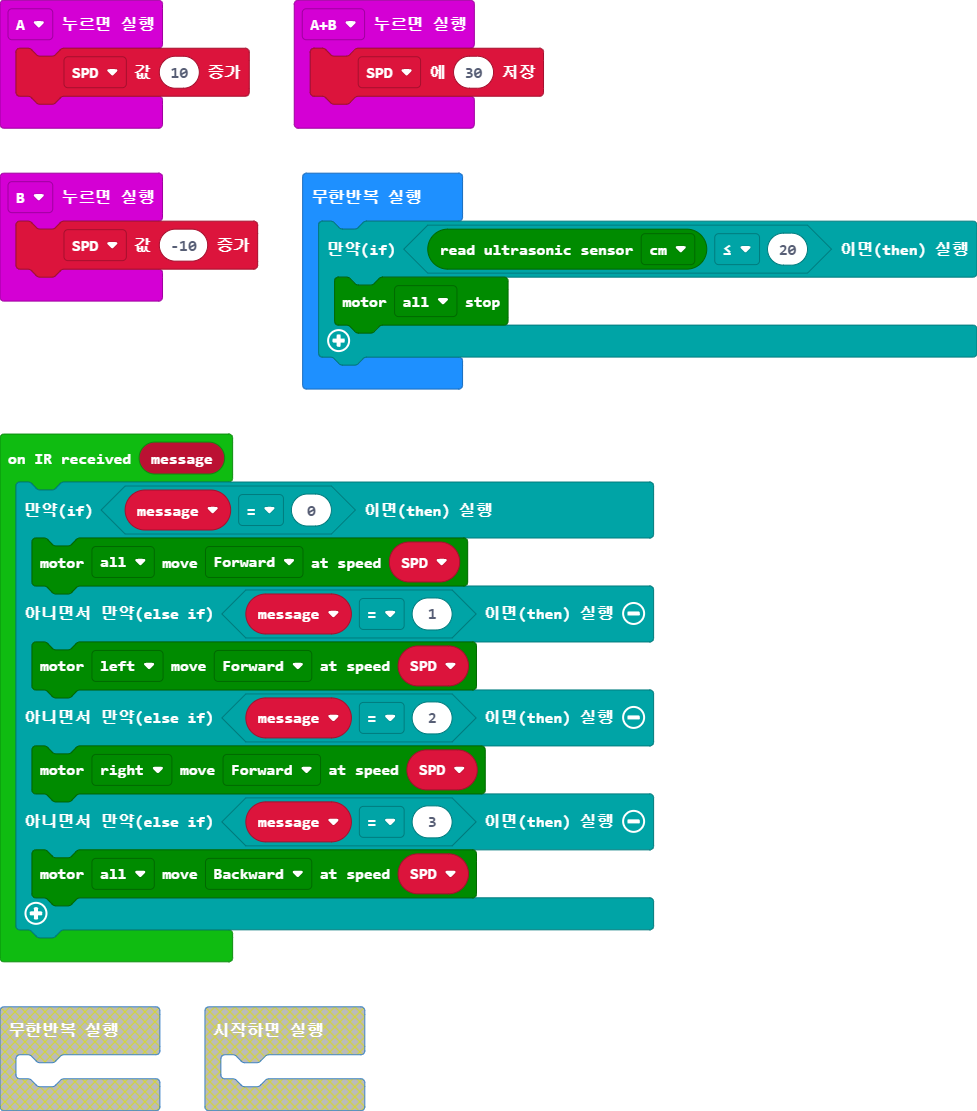 A 누르면 실행
SPD 값 10 증가
A+B 누르면 실행
SPD 에 30 저장
B 누르면 실행
SPD 값 -10 증가
무한반복 실행
만약(if) read ultrasonic sensor cm ≤ 20 이면(then) 실행
motor all stop
on IR received message
만약(if) message = 0 이면(then) 실행
motor all move Forward at speed SPD
아니면서 만약(else if) message = 1 이면(then) 실행
motor left move Forward at speed SPD
아니면서 만약(else if) message = 2 이면(then) 실행
motor right move Forward at speed SPD
아니면서 만약(else if) message = 3 이면(then) 실행
motor all move Backward at speed SPD
무한반복 실행
시작하면 실행